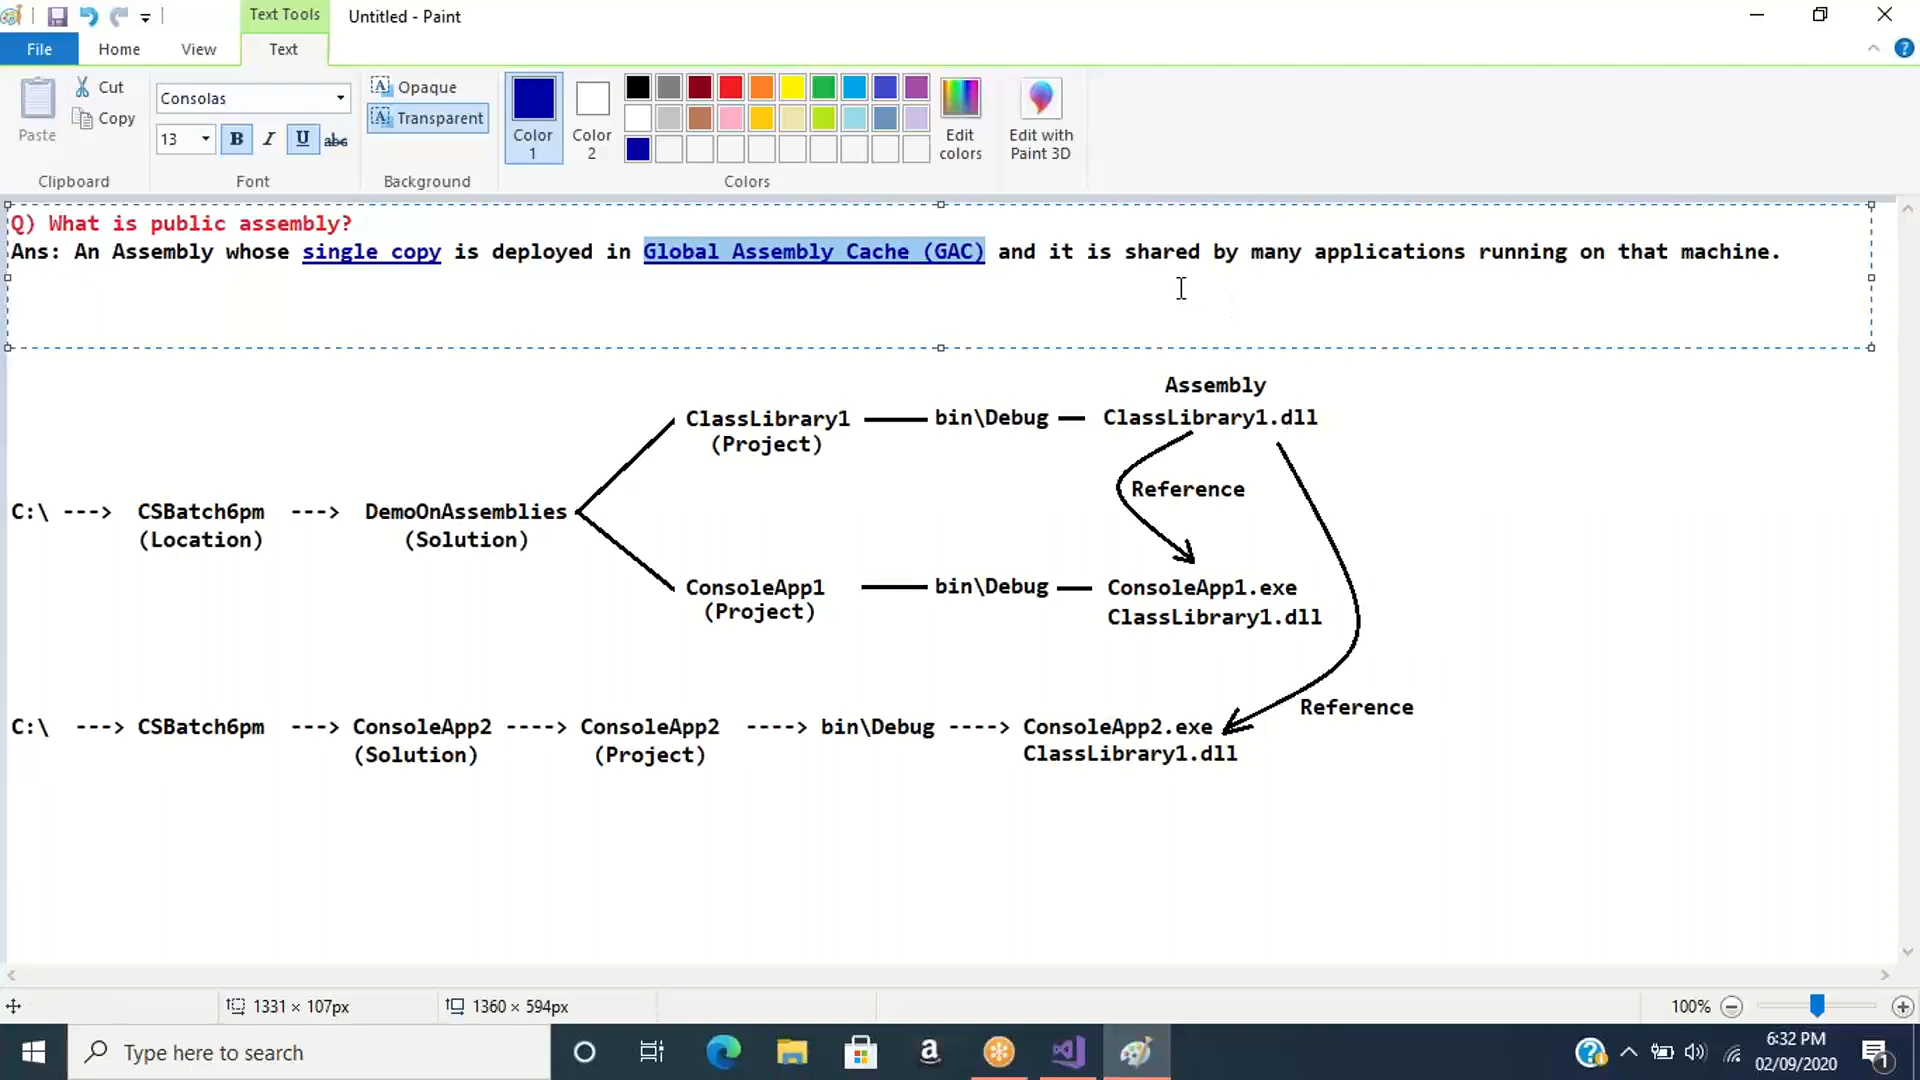 Untitled - Paint
Text Tools
File
Home
View
Text
Paste
Cut
Copy
Clipboard
Consolas
13
B
I
U
abc
Font
Opaque
Transparent
Background
Color 1
Color 2
Edit colors
Colors
Edit with Paint 3D
Q) What is public assembly?
Ans: An Assembly whose single copy is deployed in Global Assembly Cache (GAC) and it is shared by many applications running on that machine.
Assembly
ClassLibrary1 bin\Debug ClassLibrary1.dll
(Project)
Reference
C:\ ---> CSBatch6pm ---> DemoOnAssemblies
(Location) (Solution)
ConsoleApp1 bin\Debug ConsoleApp1.exe
(Project) ClassLibrary1.dll
Reference
C:\ ---> CSBatch6pm ---> ConsoleApp2 ----> ConsoleApp2 ----> bin\Debug ----> ConsoleApp2.exe
(Solution) (Project) ClassLibrary1.dll
1331 × 107px
1360 × 594px
100%
Type here to search
6:32 PM
02/09/2020
1